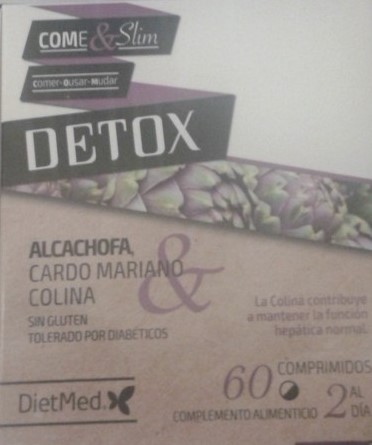 COME&Slim
Comer·Ousar·Mudar
DETOX
ALCACHOFA,
CARDO MARIANO
&
COLINA
SIN GLUTEN
TOLERADO POR DIABÉTICOS
La Colina contribuye
a mantener la función
hepática normal.
60 COMPRIMIDOS
2 AL DÍA
COMPLEMENTO ALIMENTICIO
DietMed.